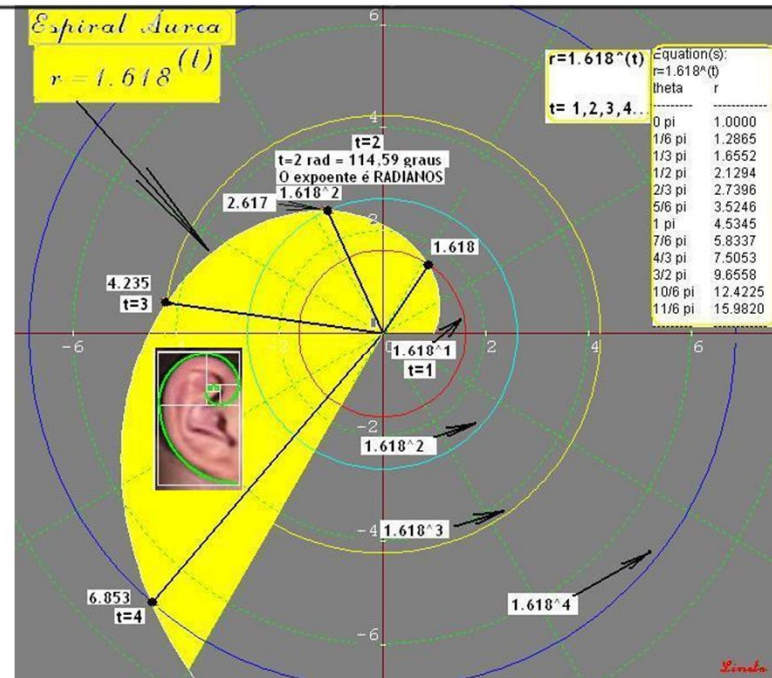 Espiral Áurea
r = 1.618^(t)
r=1.618^(t)
t= 1,2,3,4...
Equation(s):
r=1.618^(t)
theta r
0 pi 1.0000
1/6 pi 1.2865
1/3 pi 1.6552
1/2 pi 2.1294
2/3 pi 2.7396
5/6 pi 3.5246
1 pi 4.5345
7/6 pi 5.8337
4/3 pi 7.5053
3/2 pi 9.6558
10/6 pi 12.4225
11/6 pi 15.9820
6
4
t=2
t=2 rad = 114,59 graus
O expoente é RADIANOS
1.618^2
2.617
2
1.618
4.235
t=3
-6
-2
0
2
4
6
1.618^1
t=1
-2
1.618^2
-4
1.618^3
6.853
t=4
1.618^4
-6